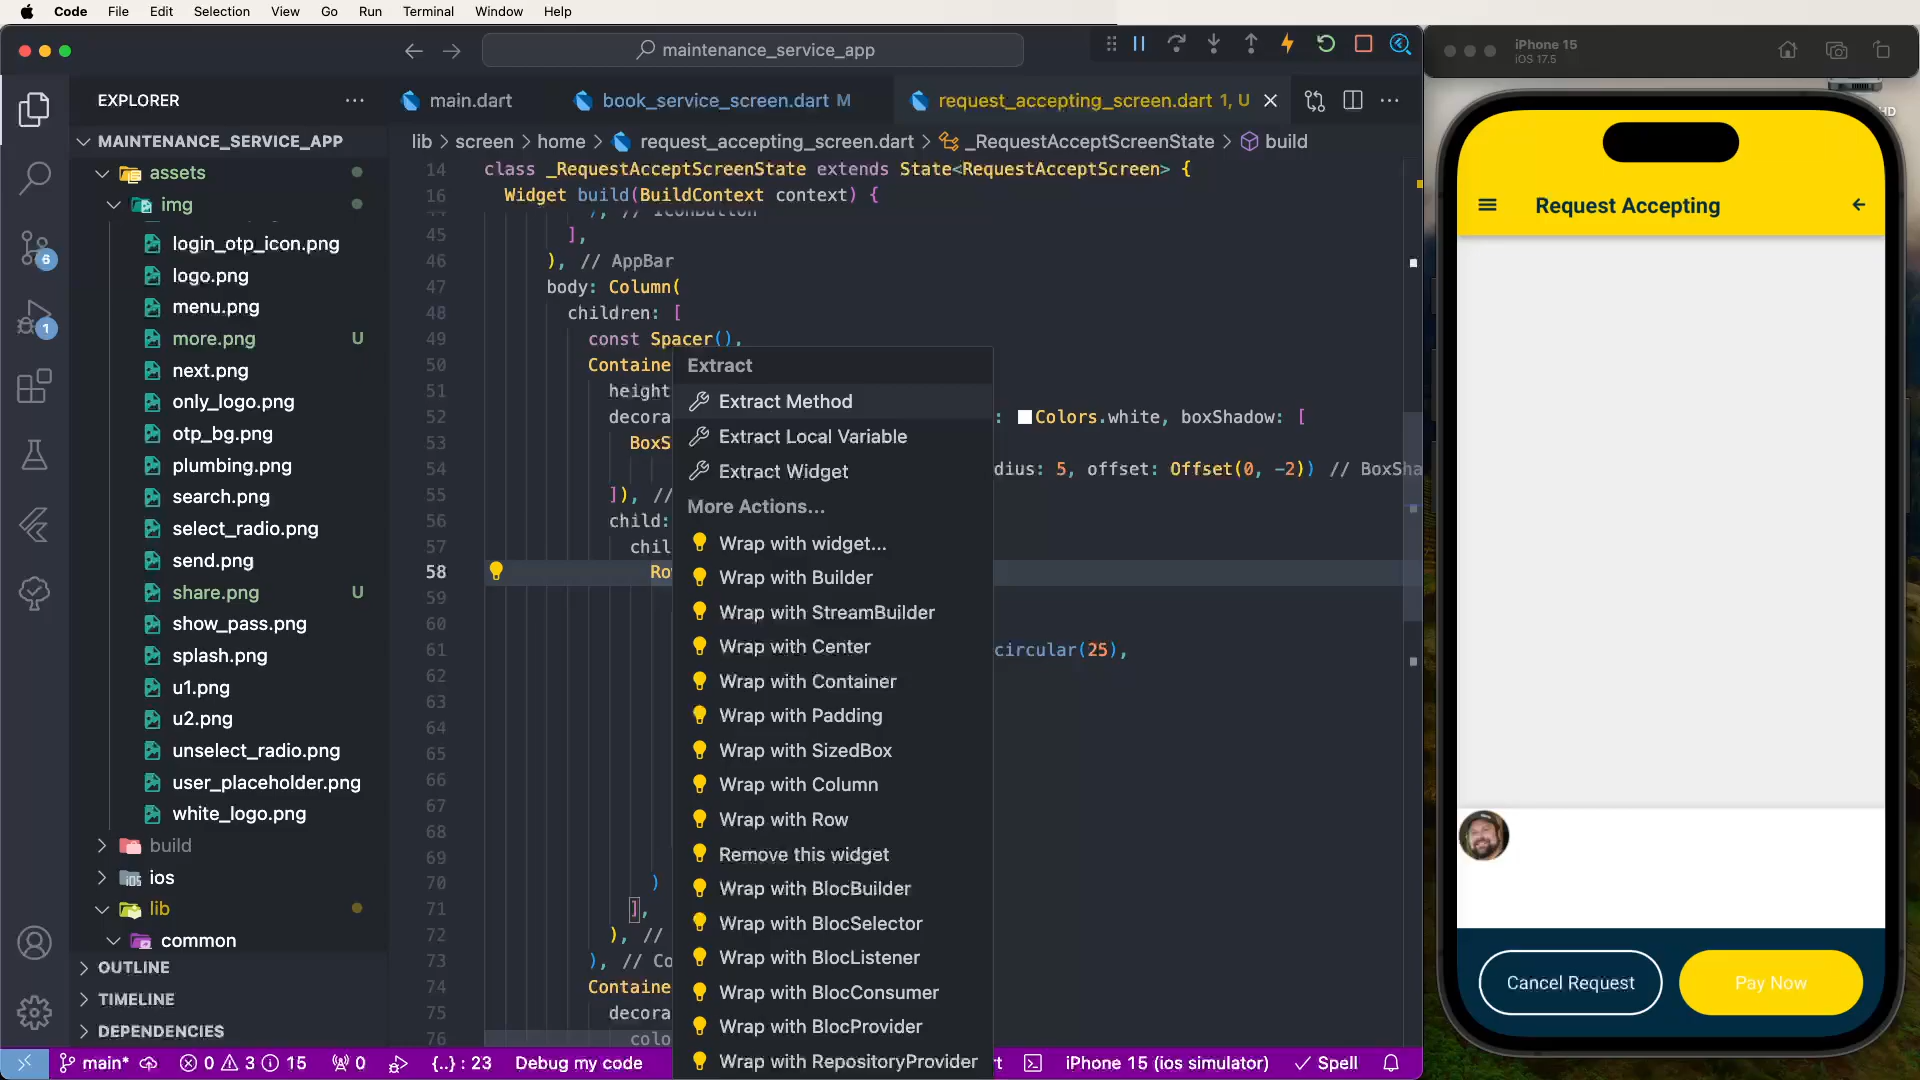 Code File Edit Selection View Go Run Terminal Window Help
maintenance_service_app
iPhone 15
iOS 17.5
EXPLORER
main.dart
book_service_screen.dart M
request_accepting_screen.dart 1, U
MAINTENANCE_SERVICE_APP
lib > screen > home > request_accepting_screen.dart > _RequestAcceptScreenState > build
assets
img
login_otp_icon.png
logo.png
menu.png
more.png U
next.png
only_logo.png
otp_bg.png
plumbing.png
search.png
select_radio.png
send.png
share.png U
show_pass.png
splash.png
u1.png
u2.png
unselect_radio.png
user_placeholder.png
white_logo.png
build
ios
lib
common
OUTLINE
TIMELINE
DEPENDENCIES
6
1
14 class _RequestAcceptScreenState extends State<RequestAcceptScreen> {
16 Widget build(BuildContext context) {
44 ), // IconButton
45 ],
46 ), // AppBar
47 body: Column(
48 children: [
49 const Spacer(),
50 Containe
51 height
52 decora : Colors.white, boxShadow: [
53 BoxS
54 dius: 5, offset: Offset(0, -2)) // BoxSha
55 ]), //
56 child:
57 chil
58 Ro
59
60
61 circular(25),
62
63
64
65
66
67
68
69
70 )
71 ],
72 ), //
73 ), // Co
74 Containe
75 decora
76 colo
Extract
Extract Method
Extract Local Variable
Extract Widget
More Actions...
Wrap with widget...
Wrap with Builder
Wrap with StreamBuilder
Wrap with Center
Wrap with Container
Wrap with Padding
Wrap with SizedBox
Wrap with Column
Wrap with Row
Remove this widget
Wrap with BlocBuilder
Wrap with BlocSelector
Wrap with BlocListener
Wrap with BlocConsumer
Wrap with BlocProvider
Wrap with RepositoryProvider
HD
Request Accepting
Cancel Request
Pay Now
main* 0 3 15 0 {..} : 23 Debug my code t iPhone 15 (ios simulator) Spell